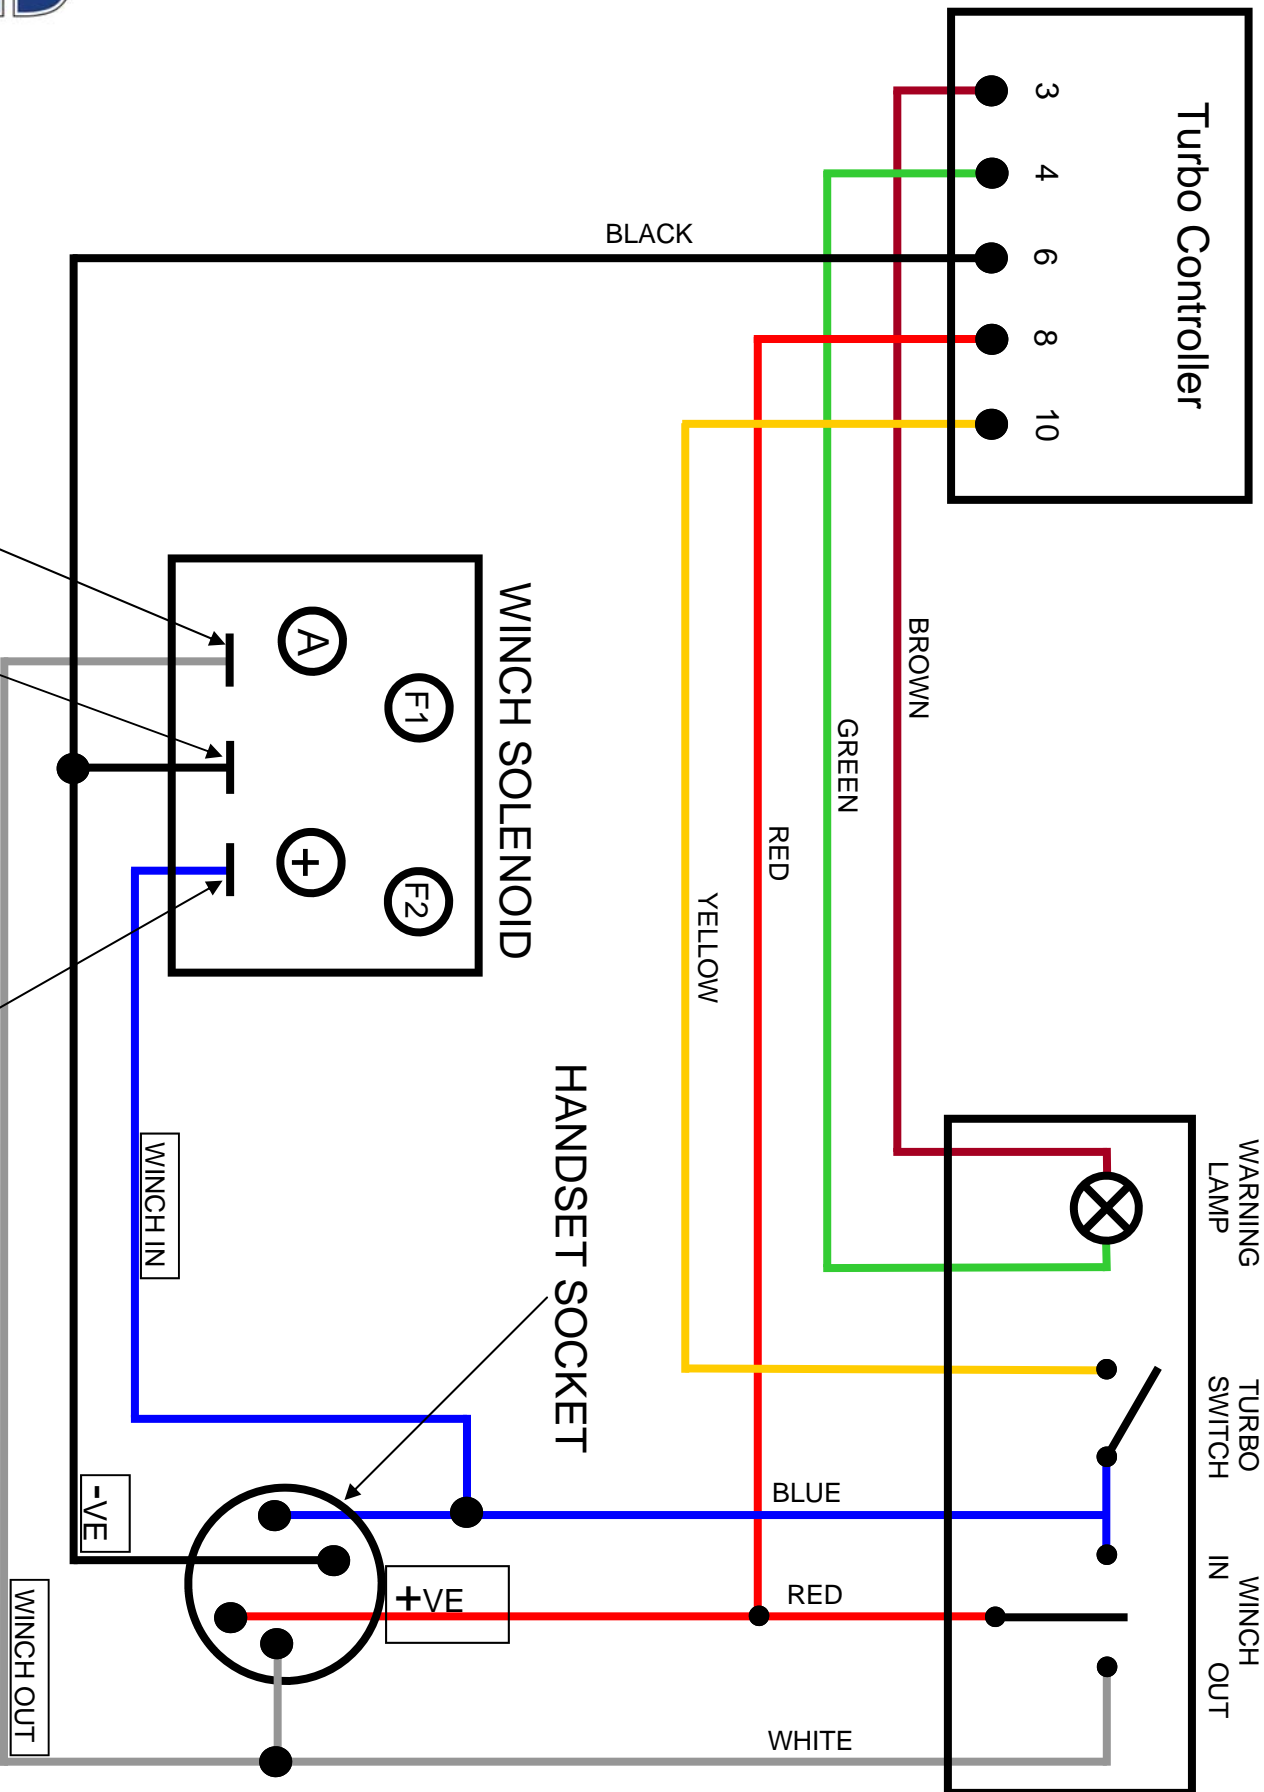 Turbo Controller
3
4
6
8
10
BLACK
BROWN
GREEN
RED
YELLOW
WINCH SOLENOID
A
F1
+
F2
WINCH IN
HANDSET SOCKET
-VE
+VE
WINCH OUT
BLUE
RED
WHITE
WARNING
LAMP
TURBO
SWITCH
WINCH
IN
OUT